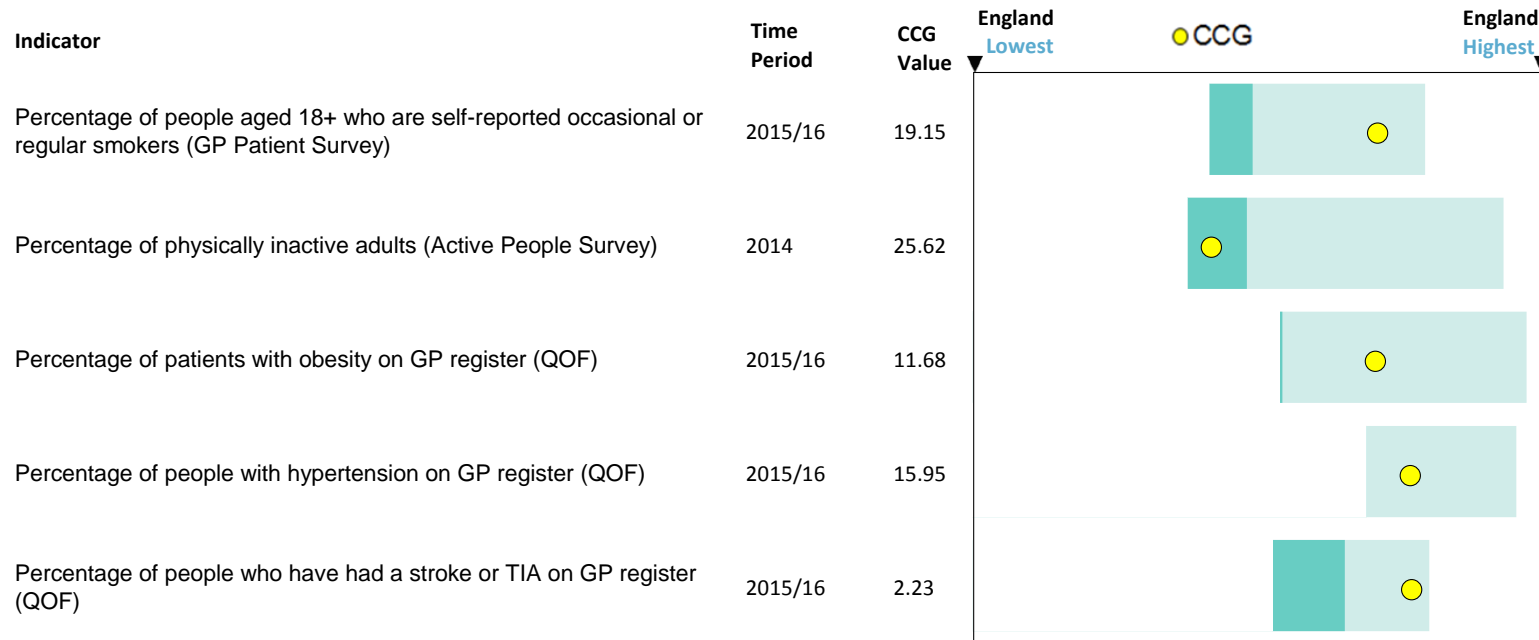 Indicator
Time
Period
CCG
Value
England
Lowest
CCG
England
Highest
Percentage of people aged 18+ who are self-reported occasional or
regular smokers (GP Patient Survey)
2015/16
19.15
Percentage of physically inactive adults (Active People Survey)
2014
25.62
Percentage of patients with obesity on GP register (QOF)
2015/16
11.68
Percentage of people with hypertension on GP register (QOF)
2015/16
15.95
Percentage of people who have had a stroke or TIA on GP register
(QOF)
2015/16
2.23